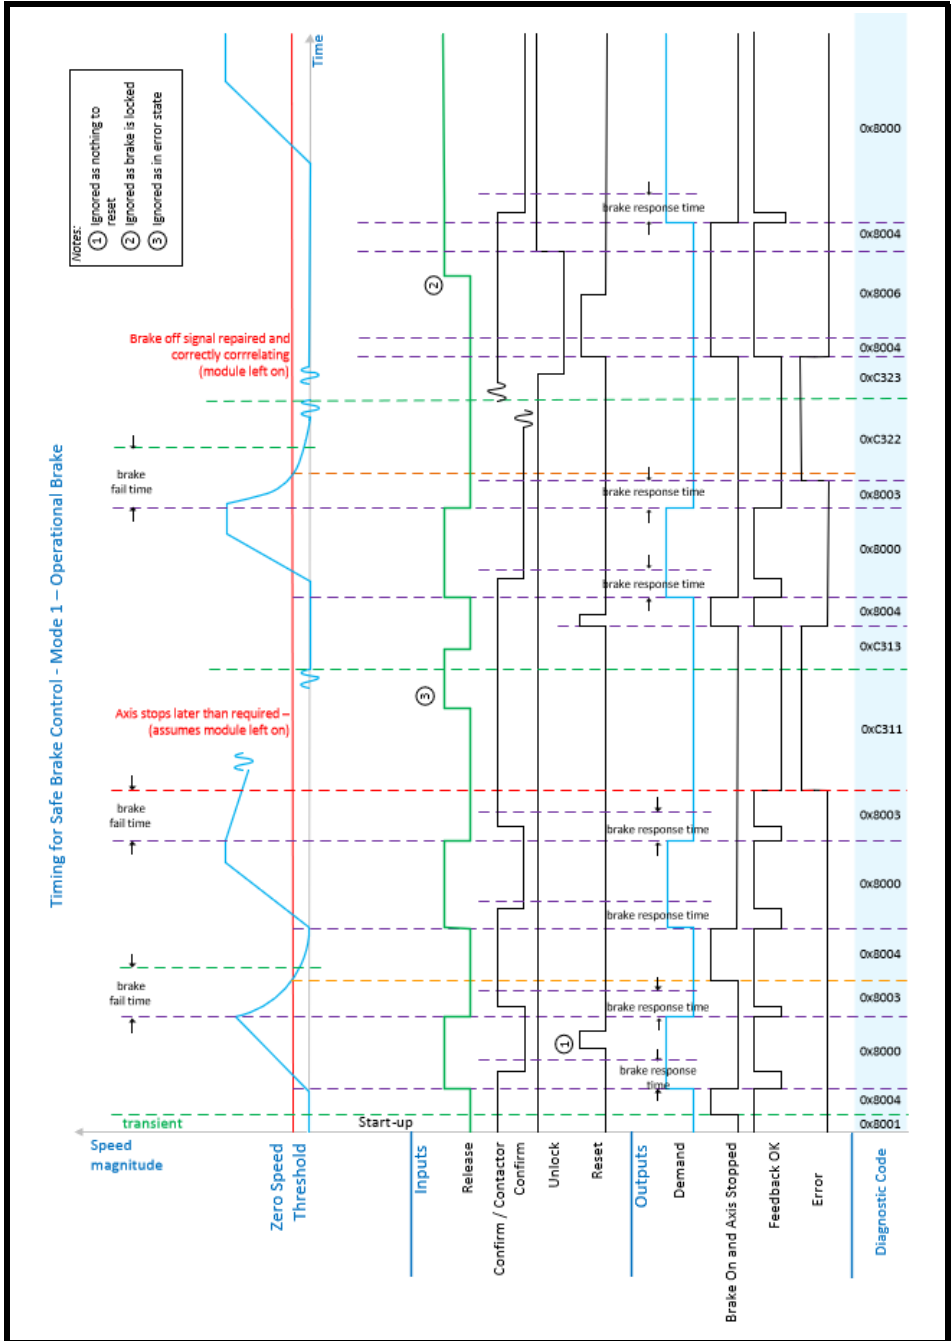 Timing for Safe Brake Control - Mode 1 – Operational Brake
Notes:
1 Ignored as nothing to
reset
2 Ignored as brake is locked
3 Ignored as in error state
Speed
magnitude
Time
Zero Speed
Threshold
transient
Start-up
brake
fail time
brake
fail time
Axis stops later than required –
(assumes module left on)
brake
fail time
Brake off signal repaired and
correctly corrrelating
(module left on)
Inputs
Release
3
2
Confirm / Contactor
Confirm
Unlock
Reset
1
Outputs
Demand
brake response
time
brake response time
brake response time
brake response time
brake response time
brake response time
brake response time
Brake On and Axis Stopped
Feedback OK
Error
Diagnostic Code
0x8001
0x8004
0x8000
0x8003
0x8004
0x8000
0x8003
0xC311
0xC313
0x8004
0x8000
0x8003
0xC322
0xC323
0x8004
0x8006
0x8004
0x8000